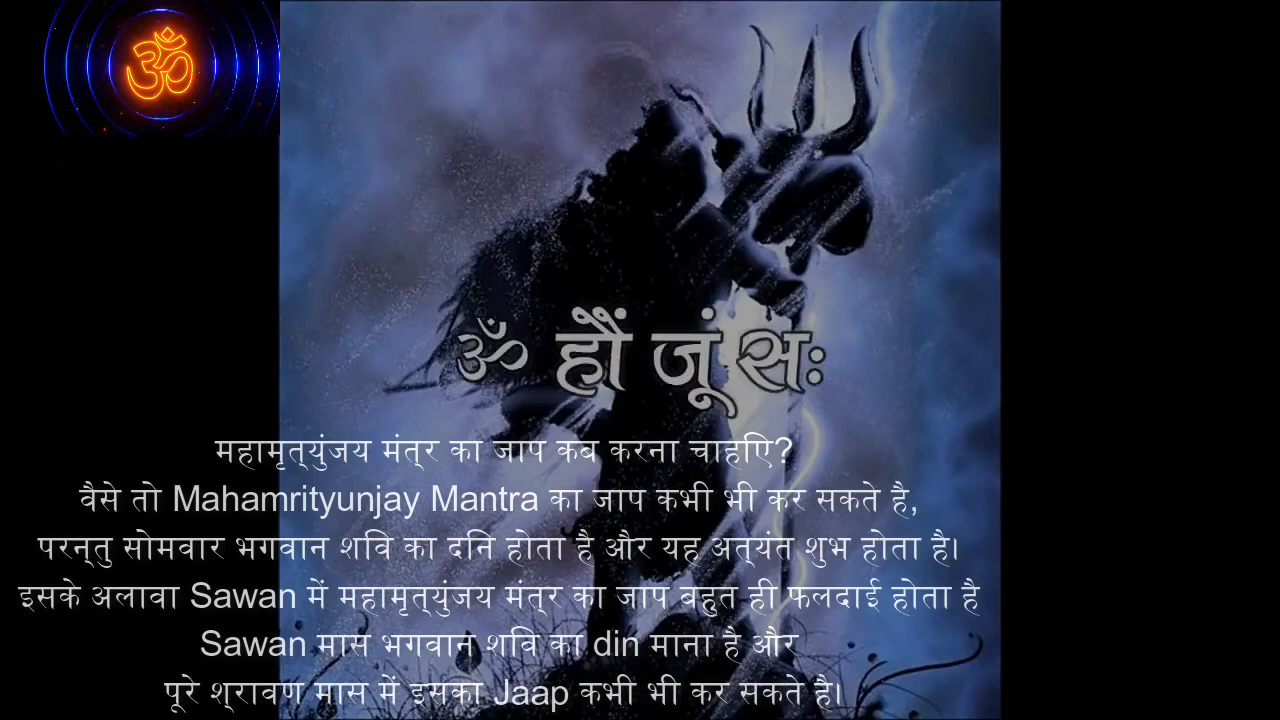 ॐ
ॐ हौं जूं सः
महामृत्युंजय मंत्र का जाप कब करना चाहिए?
वैसे तो Mahamrityunjay Mantra का जाप कभी भी कर सकते है,
परन्तु सोमवार भगवान शिव का दिन होता है और यह अत्यंत शुभ होता है।
इसके अलावा Sawan में महामृत्युंजय मंत्र का जाप बहुत ही फलदाई होता है
Sawan मास भगवान शिव का din माना है और
पूरे श्रावण मास में इसका Jaap कभी भी कर सकते है।